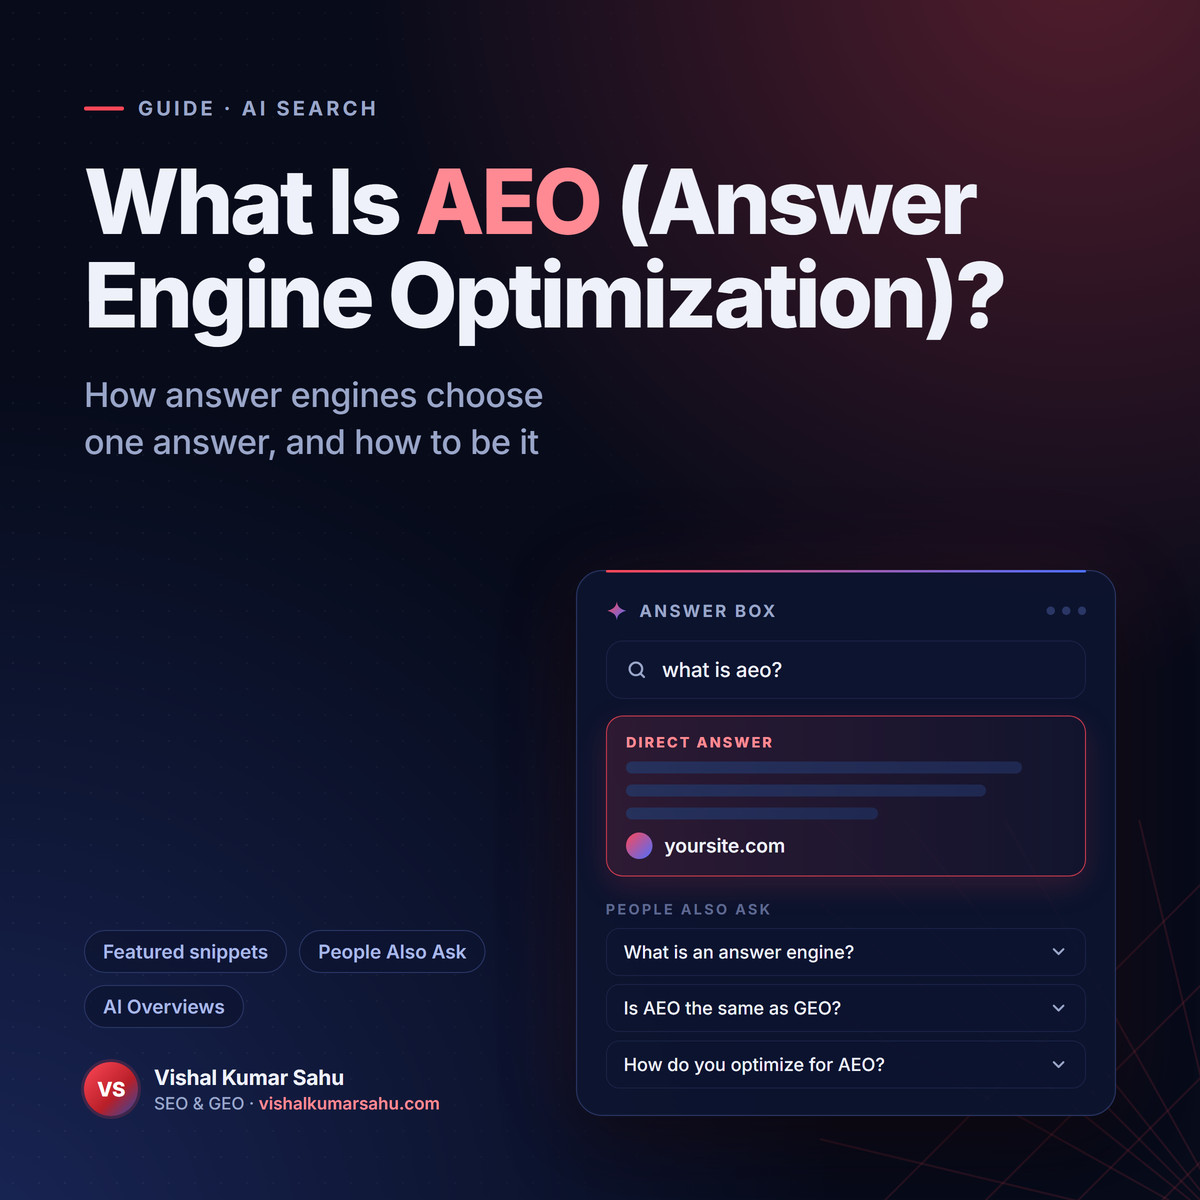 GUIDE · AI SEARCH
What Is AEO (Answer
Engine Optimization)?
How answer engines choose
one answer, and how to be it
ANSWER BOX
what is aeo?
DIRECT ANSWER
yoursite.com
PEOPLE ALSO ASK
What is an answer engine?
Is AEO the same as GEO?
How do you optimize for AEO?
Featured snippets
People Also Ask
AI Overviews
VS
Vishal Kumar Sahu
SEO & GEO · vishalkumarsahu.com